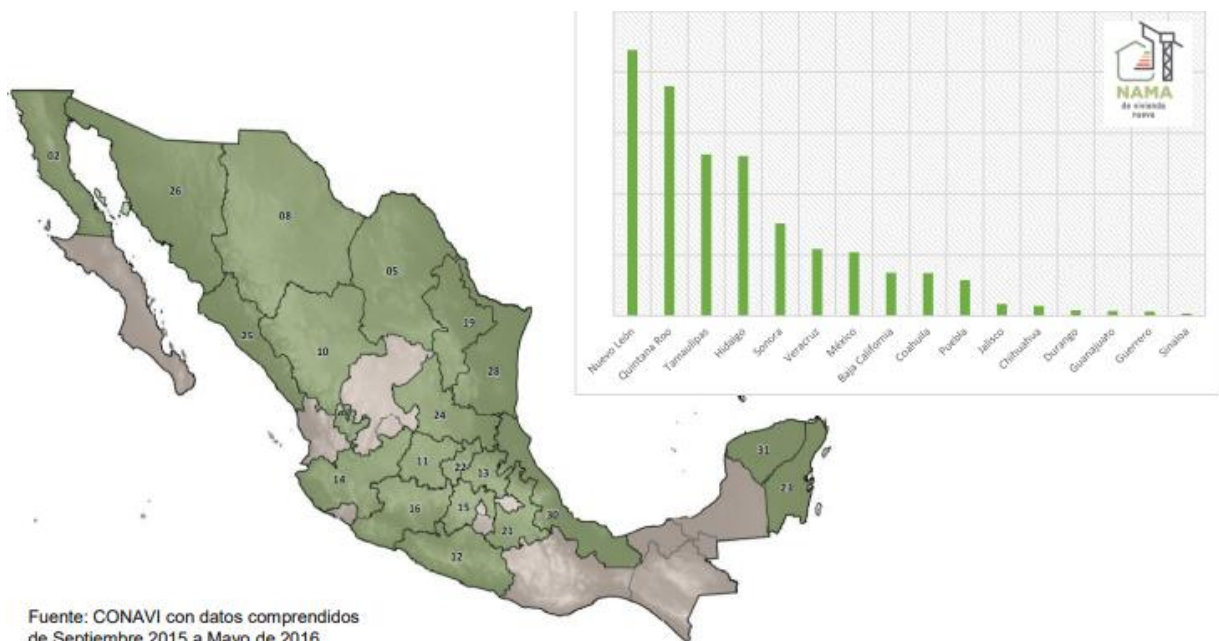 NAMA
de vivienda
nueva
Nuevo León
Quintana Roo
Tamaulipas
Hidalgo
Sonora
Veracruz
México
Baja California
Coahuila
Puebla
Jalisco
Chihuahua
Durango
Guanajuato
Guerrero
Sinaloa
02
26
08
05
19
25
10
28
24
31
11
22
13
14
23
16
15
30
21
12
Fuente: CONAVI con datos comprendidos
de Septiembre 2015 a Mayo de 2016